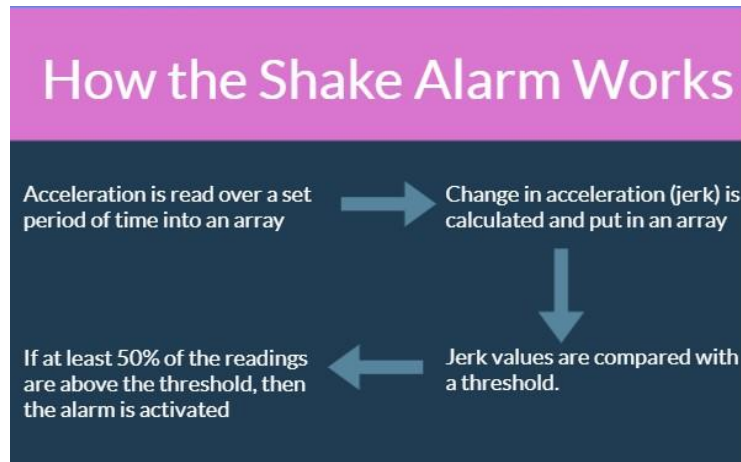 How the Shake Alarm Works
Acceleration is read over a set
period of time into an array
Change in acceleration (jerk) is
calculated and put in an array
Jerk values are compared with
a threshold.
If at least 50% of the readings
are above the threshold, then
the alarm is activated